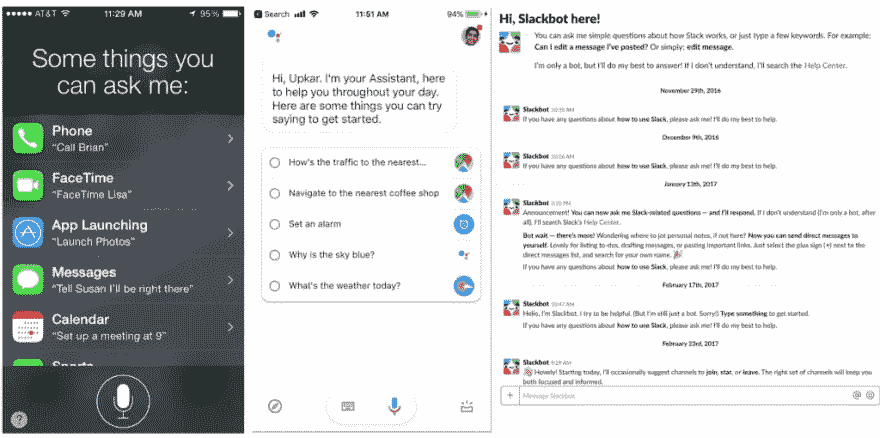 AT&T
11:29 AM
95%
Some things you
can ask me:
Phone
“Call Brian”
FaceTime
“FaceTime Lisa”
App Launching
“Launch Photos”
Messages
“Tell Susan I'll be right there”
Calendar
“Set up a meeting at 9”
Sports
?
Search
11:51 AM
94%
Hi, Upkar. I'm your Assistant, here
to help you throughout your day.
Here are some things you can try
saying to get started.
How's the traffic to the nearest...
Navigate to the nearest coffee shop
Set an alarm
Why is the sky blue?
What's the weather today?
Hi, Slackbot here!
You can ask me simple questions about how Slack works, or just type a few keywords. For example;
Can I edit a message I've posted? Or simply; edit message.
I'm only a bot, but I'll do my best to answer! If I don't understand, I'll search the Help Center.
November 29th, 2016
Slackbot
If you have any questions about how to use Slack, please ask me! I'll do my best to help.
December 9th, 2016
Slackbot
If you have any questions about how to use Slack, please ask me! I'll do my best to help.
January 13th, 2017
Slackbot
Announcement! You can now ask me Slack-related questions — and I'll respond. If I don't understand (I'm only a bot, after
all), I'll search Slack's Help Center.
Bot wait — there's more! Wondering where to jot personal notes, if not here? Now you can send direct messages to
yourself. Lovely for listing to-dos, drafting messages, or pasting important links. Just select the plus sign (+) next to the
direct messages list, and search for your own name.
If you have any questions about how to use Slack, please ask me! I'll do my best to help.
February 17th, 2017
Slackbot 10:47 AM
Hello, I'm Slackbot. I try to be helpful. (But I'm still just a bot. Sorry!) Type something to get started.
If you have any questions about how to use Slack, please ask me! I'll do my best to help.
February 23rd, 2017
Slackbot 9:29 AM
Howdy! Starting today, I'll occasionally suggest channels to join, star, or leave. The right set of channels will keep you
both focused and informed.
Message Slackbot